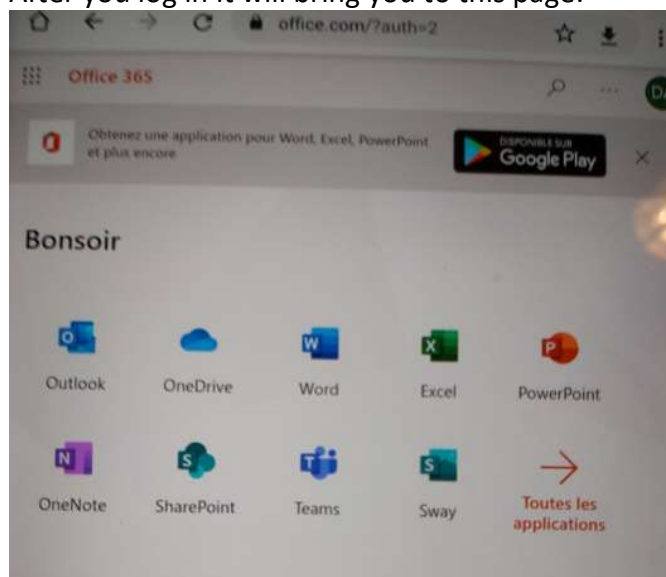 After you log in it will bring you to this page:
office.com/?auth=2
Office 365
Obtenez une application pour Word, Excel, PowerPoint
et plus encore
DISPONIBLE SUR
Google Play
Bonsoir
Outlook
OneDrive
Word
Excel
PowerPoint
OneNote
SharePoint
Teams
Sway
Toutes les
applications